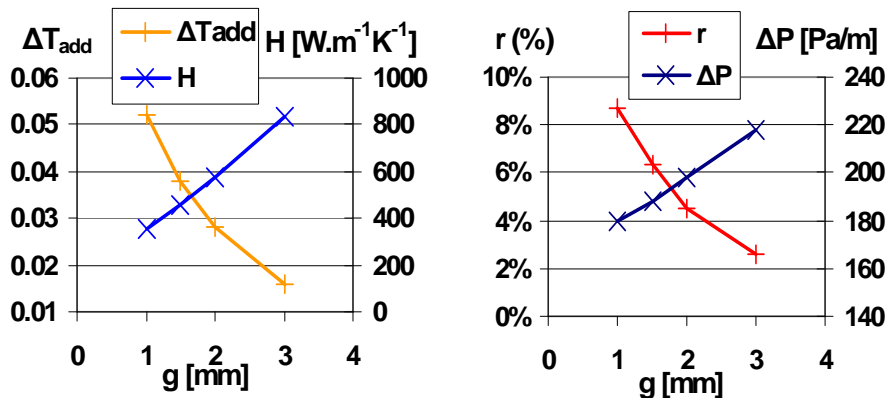 ΔTadd
ΔTadd
H
H [W.m⁻¹K⁻¹]
0.06
0.05
0.04
0.03
0.02
0.01
1000
800
600
400
200
0
0 1 2 3 4
g [mm]
r (%)
r
ΔP
ΔP [Pa/m]
10%
8%
6%
4%
2%
0%
240
220
200
180
160
140
0 1 2 3 4
g [mm]